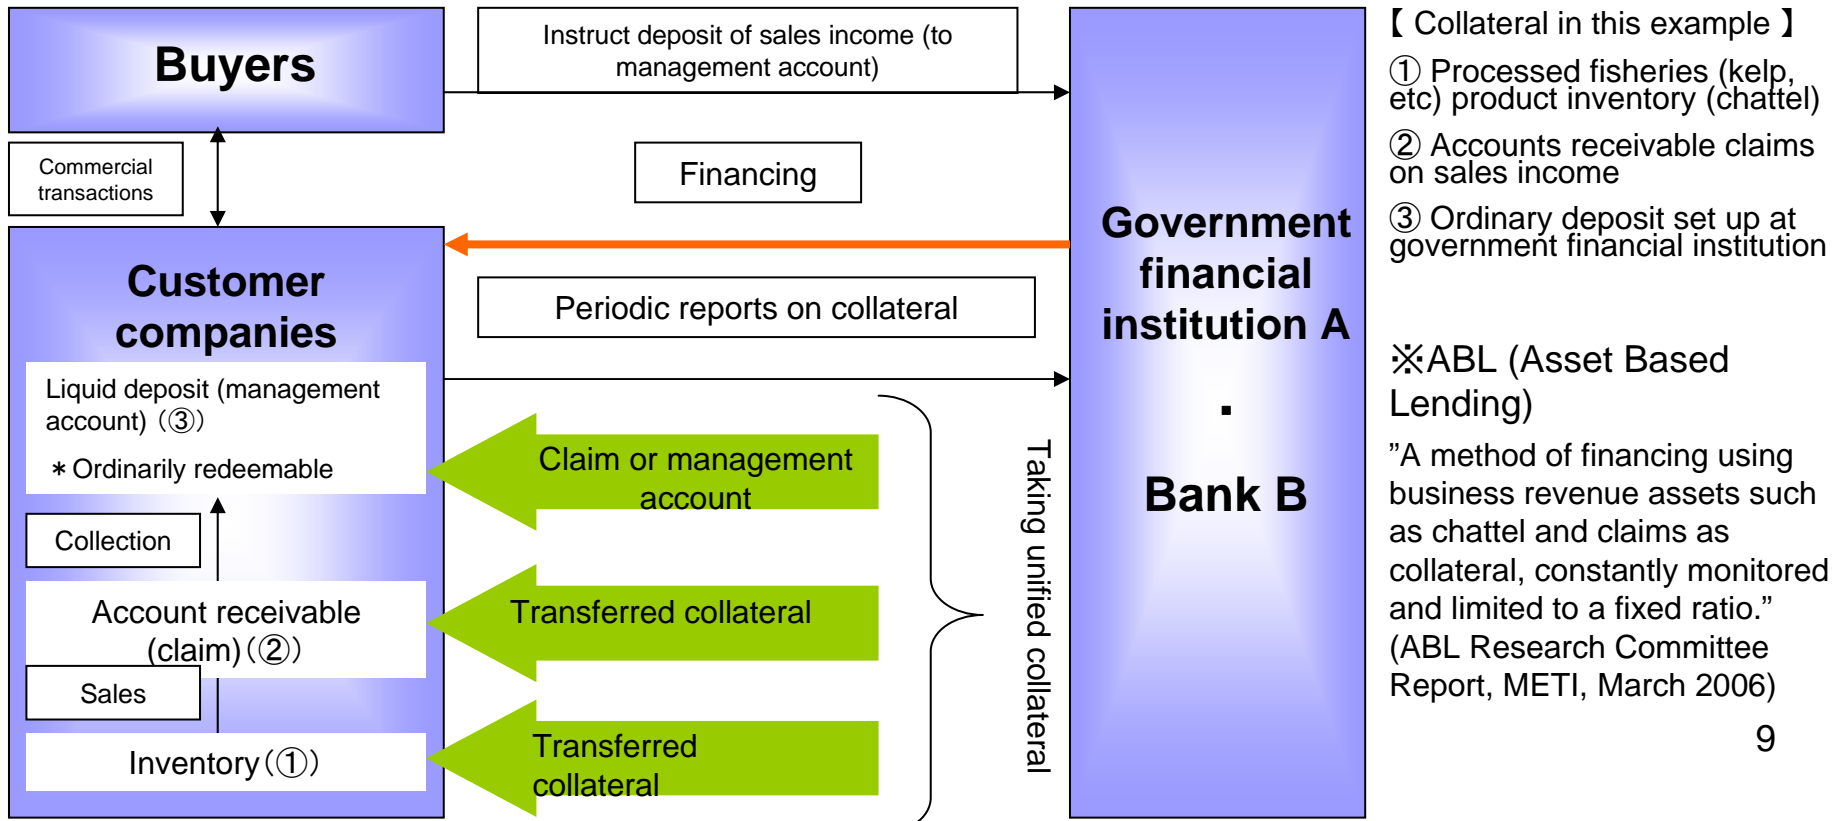 Buyers
Instruct deposit of sales income (to
management account)
Commercial
transactions
Financing
Customer
companies
Periodic reports on collateral
Liquid deposit (management
account)（③）
＊Ordinarily redeemable
Claim or management
account
Collection
Account receivable
(claim)（②）
Transferred collateral
Sales
Inventory（①）
Transferred
collateral
Taking unified collateral
Government
financial
institution A
・
Bank B
【 Collateral in this example 】
① Processed fisheries (kelp,
etc) product inventory (chattel)
② Accounts receivable claims
on sales income
③ Ordinary deposit set up at
government financial institution
※ABL (Asset Based
Lending)
”A method of financing using
business revenue assets such
as chattel and claims as
collateral, constantly monitored
and limited to a fixed ratio.”
(ABL Research Committee
Report, METI, March 2006)
9